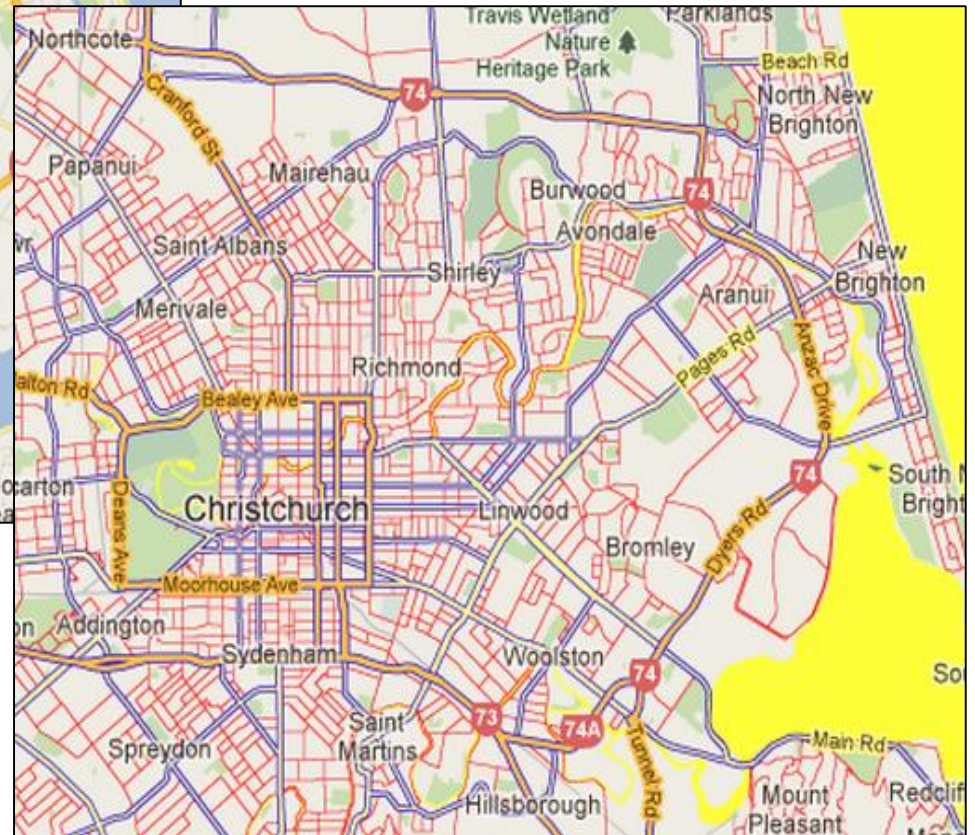 Travis Wetland
Nature
Heritage Park
Parklands
Northcote
Beach Rd
Cranford St
74
North New
Brighton
Papanui
Mairehau
Burwood
74
Avondale
Saint Albans
New
Brighton
Shirley
Aranui
Merivale
Anzac Drive
Pages Rd
Richmond
Bealey Ave
74
South
Christchurch
Linwood
Deans Ave
Dyers Rd
Bromley
Moorhouse Ave
Addington
Sydenham
Woolston
74
73
74A
Saint
Martins
Spreydon
Tunnel Rd
Main Rd
Hillsborough
Mount
Pleasant